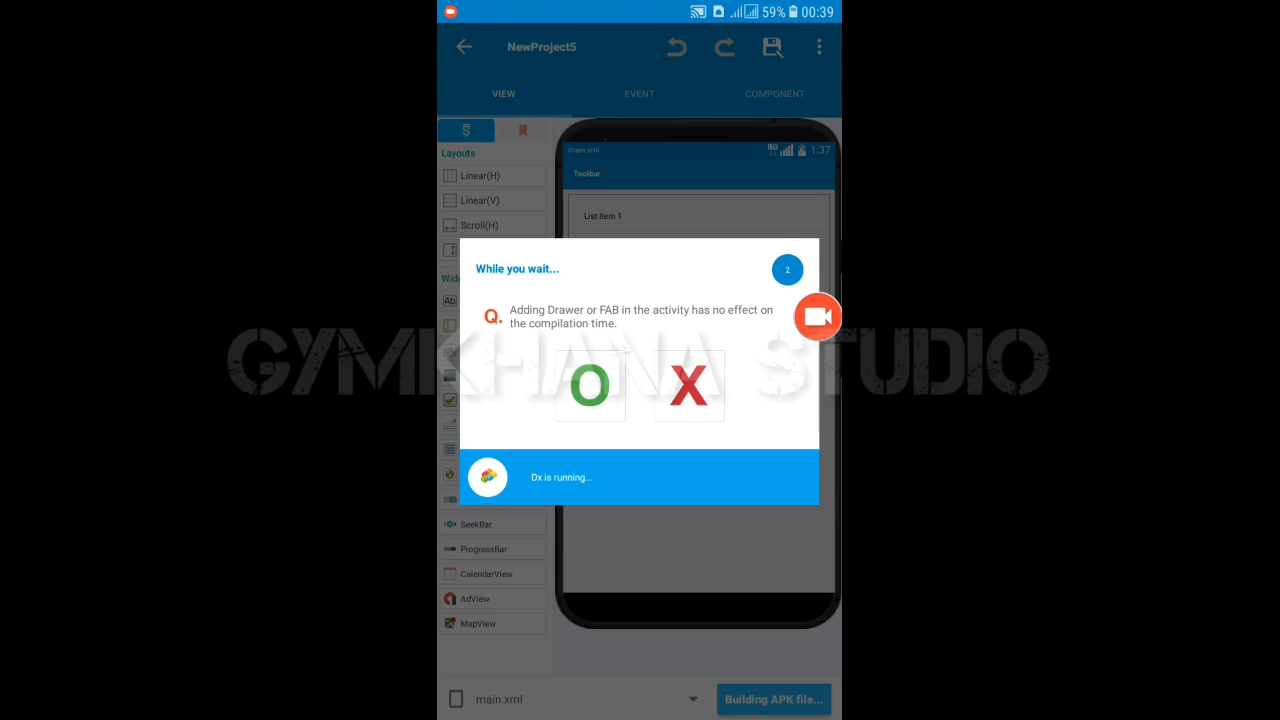 59% 00:39
NewProject5
VIEW EVENT COMPONENT
Layouts
Linear(H)
Linear(V)
Scroll(H)
Ab
SeekBar
ProgressBar
CalendarView
AdView
MapView
main.xml 1:37
Toolbar
List item 1
While you wait... 2
Q. Adding Drawer or FAB in the activity has no effect on
the compilation time.
O X
Dx is running...
GYMKHANA STUDIO
main.xml Building APK file...